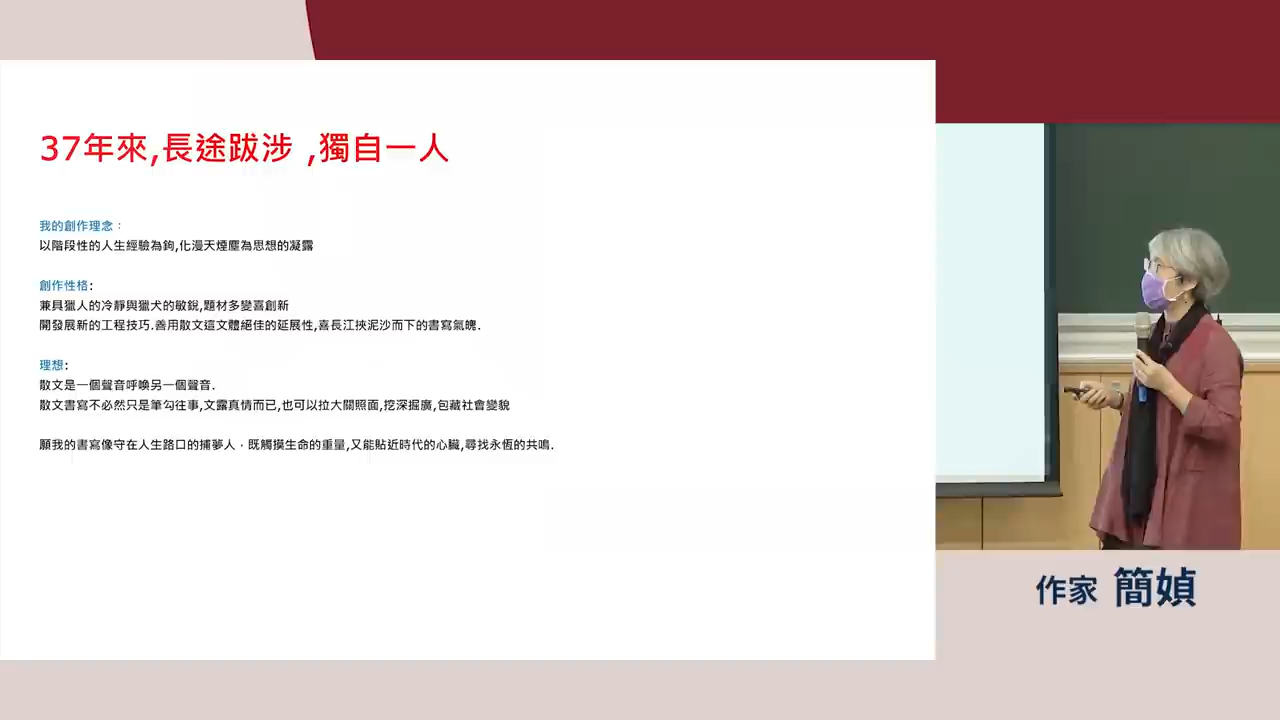 37年來,長途跋涉 ,獨自一人
我的創作理念：
以階段性的人生經驗為鉤,化漫天煙塵為思想的凝露
創作性格:
兼具獵人的冷靜與獵犬的敏銳,題材多變喜創新
開發展新的工程技巧.善用散文這文體絕佳的延展性,喜長江挾泥沙而下的書寫氣魄.
理想:
散文是一個聲音呼喚另一個聲音.
散文書寫不必然只是筆勾往事,文露真情而已,也可以拉大關照面,挖深掘廣,包藏社會變貌
願我的書寫像守在人生路口的捕夢人，既觸摸生命的重量,又能貼近時代的心臟,尋找永恆的共鳴.
作家 簡媜